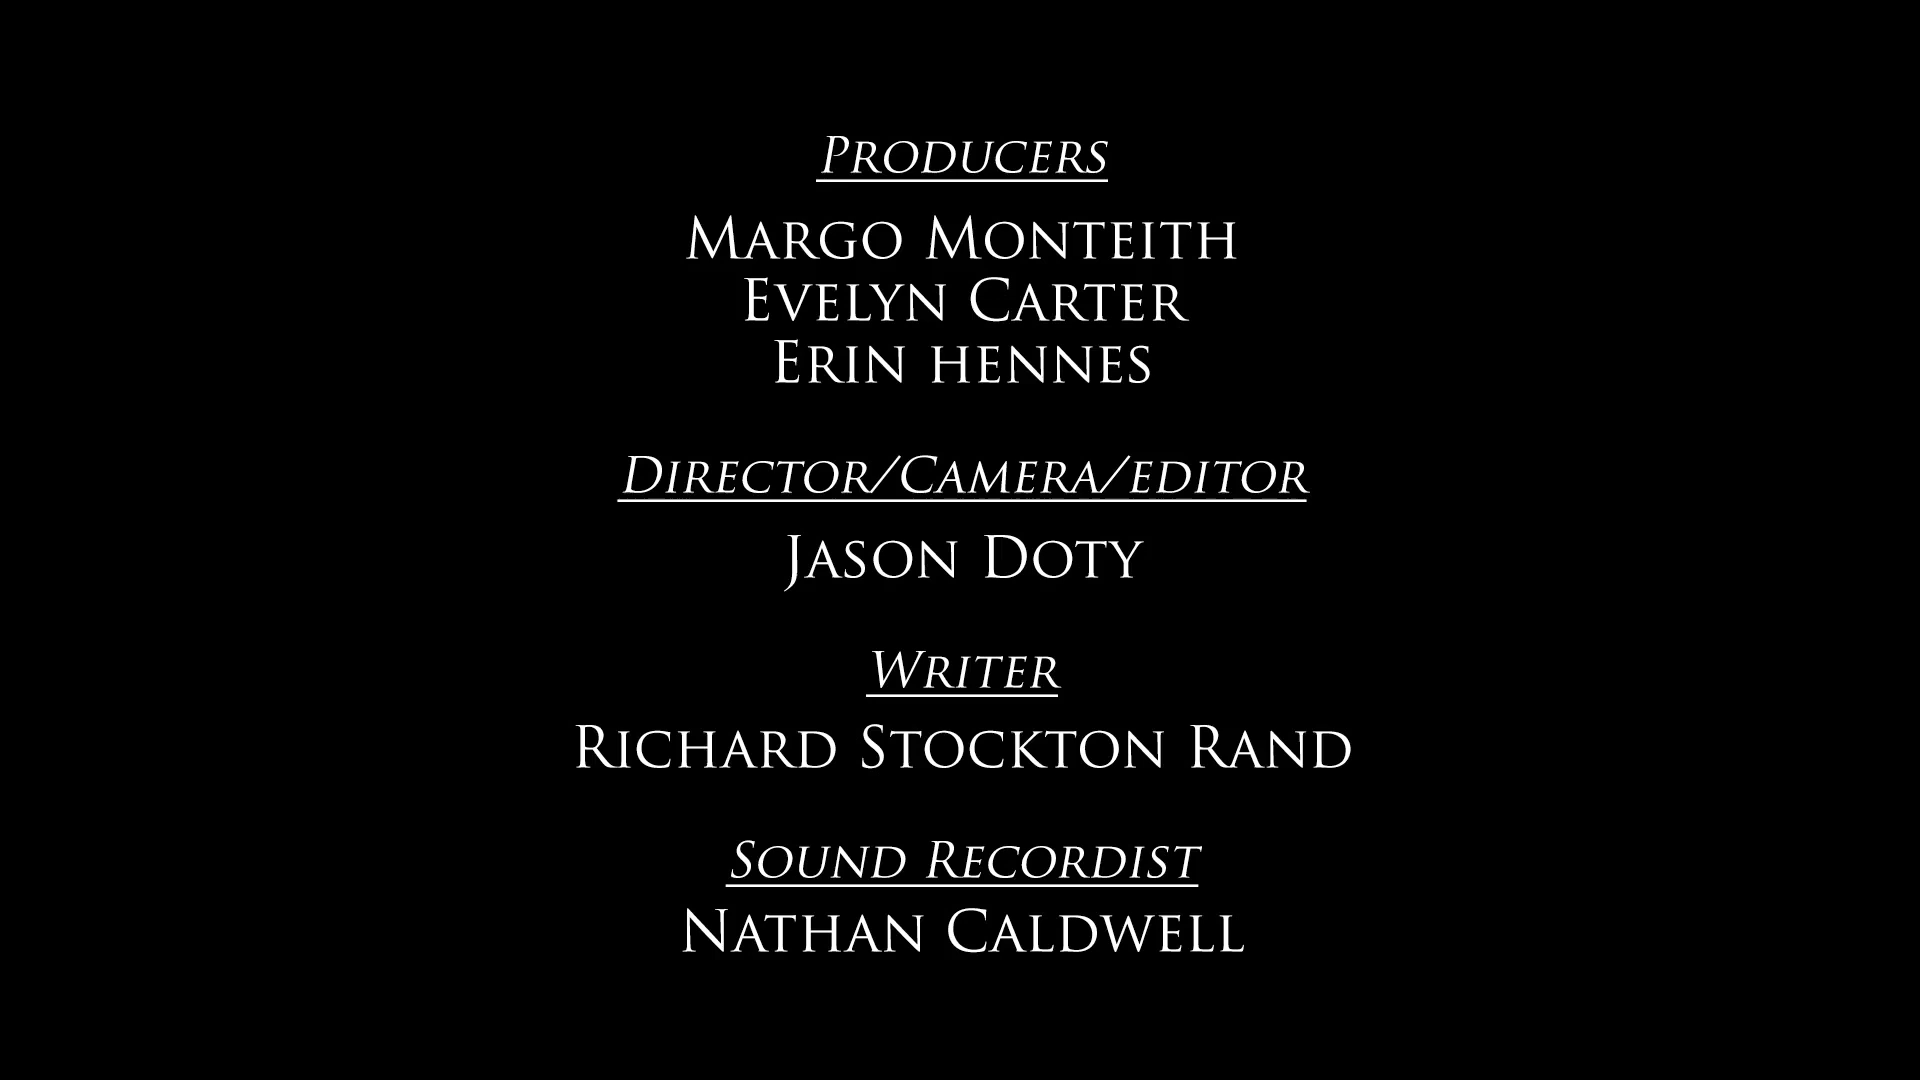 Producers
Margo Monteith
Evelyn Carter
Erin hennes
Director/Camera/editor
Jason Doty
Writer
Richard Stockton Rand
Sound Recordist
Nathan Caldwell